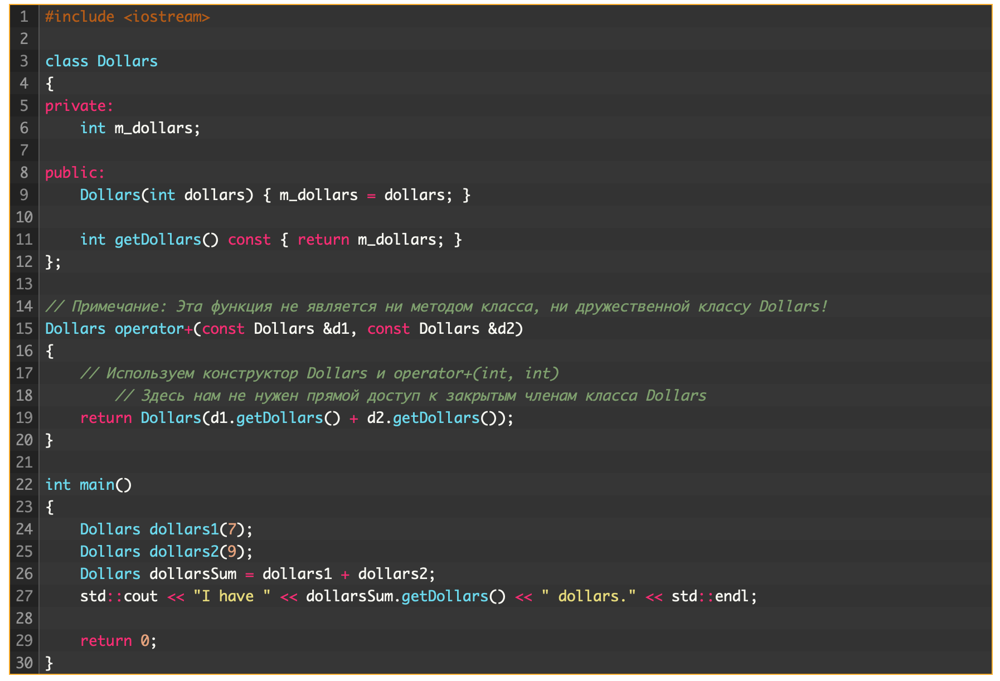 1 #include <iostream>
2
3 class Dollars
4 {
5 private:
6     int m_dollars;
7
8 public:
9     Dollars(int dollars) { m_dollars = dollars; }
10
11     int getDollars() const { return m_dollars; }
12 };
13
14 // Примечание: Эта функция не является ни методом класса, ни дружественной классу Dollars!
15 Dollars operator+(const Dollars &d1, const Dollars &d2)
16 {
17     // Используем конструктор Dollars и operator+(int, int)
18         // Здесь нам не нужен прямой доступ к закрытым членам класса Dollars
19     return Dollars(d1.getDollars() + d2.getDollars());
20 }
21
22 int main()
23 {
24     Dollars dollars1(7);
25     Dollars dollars2(9);
26     Dollars dollarsSum = dollars1 + dollars2;
27     std::cout << "I have " << dollarsSum.getDollars() << " dollars." << std::endl;
28
29     return 0;
30 }